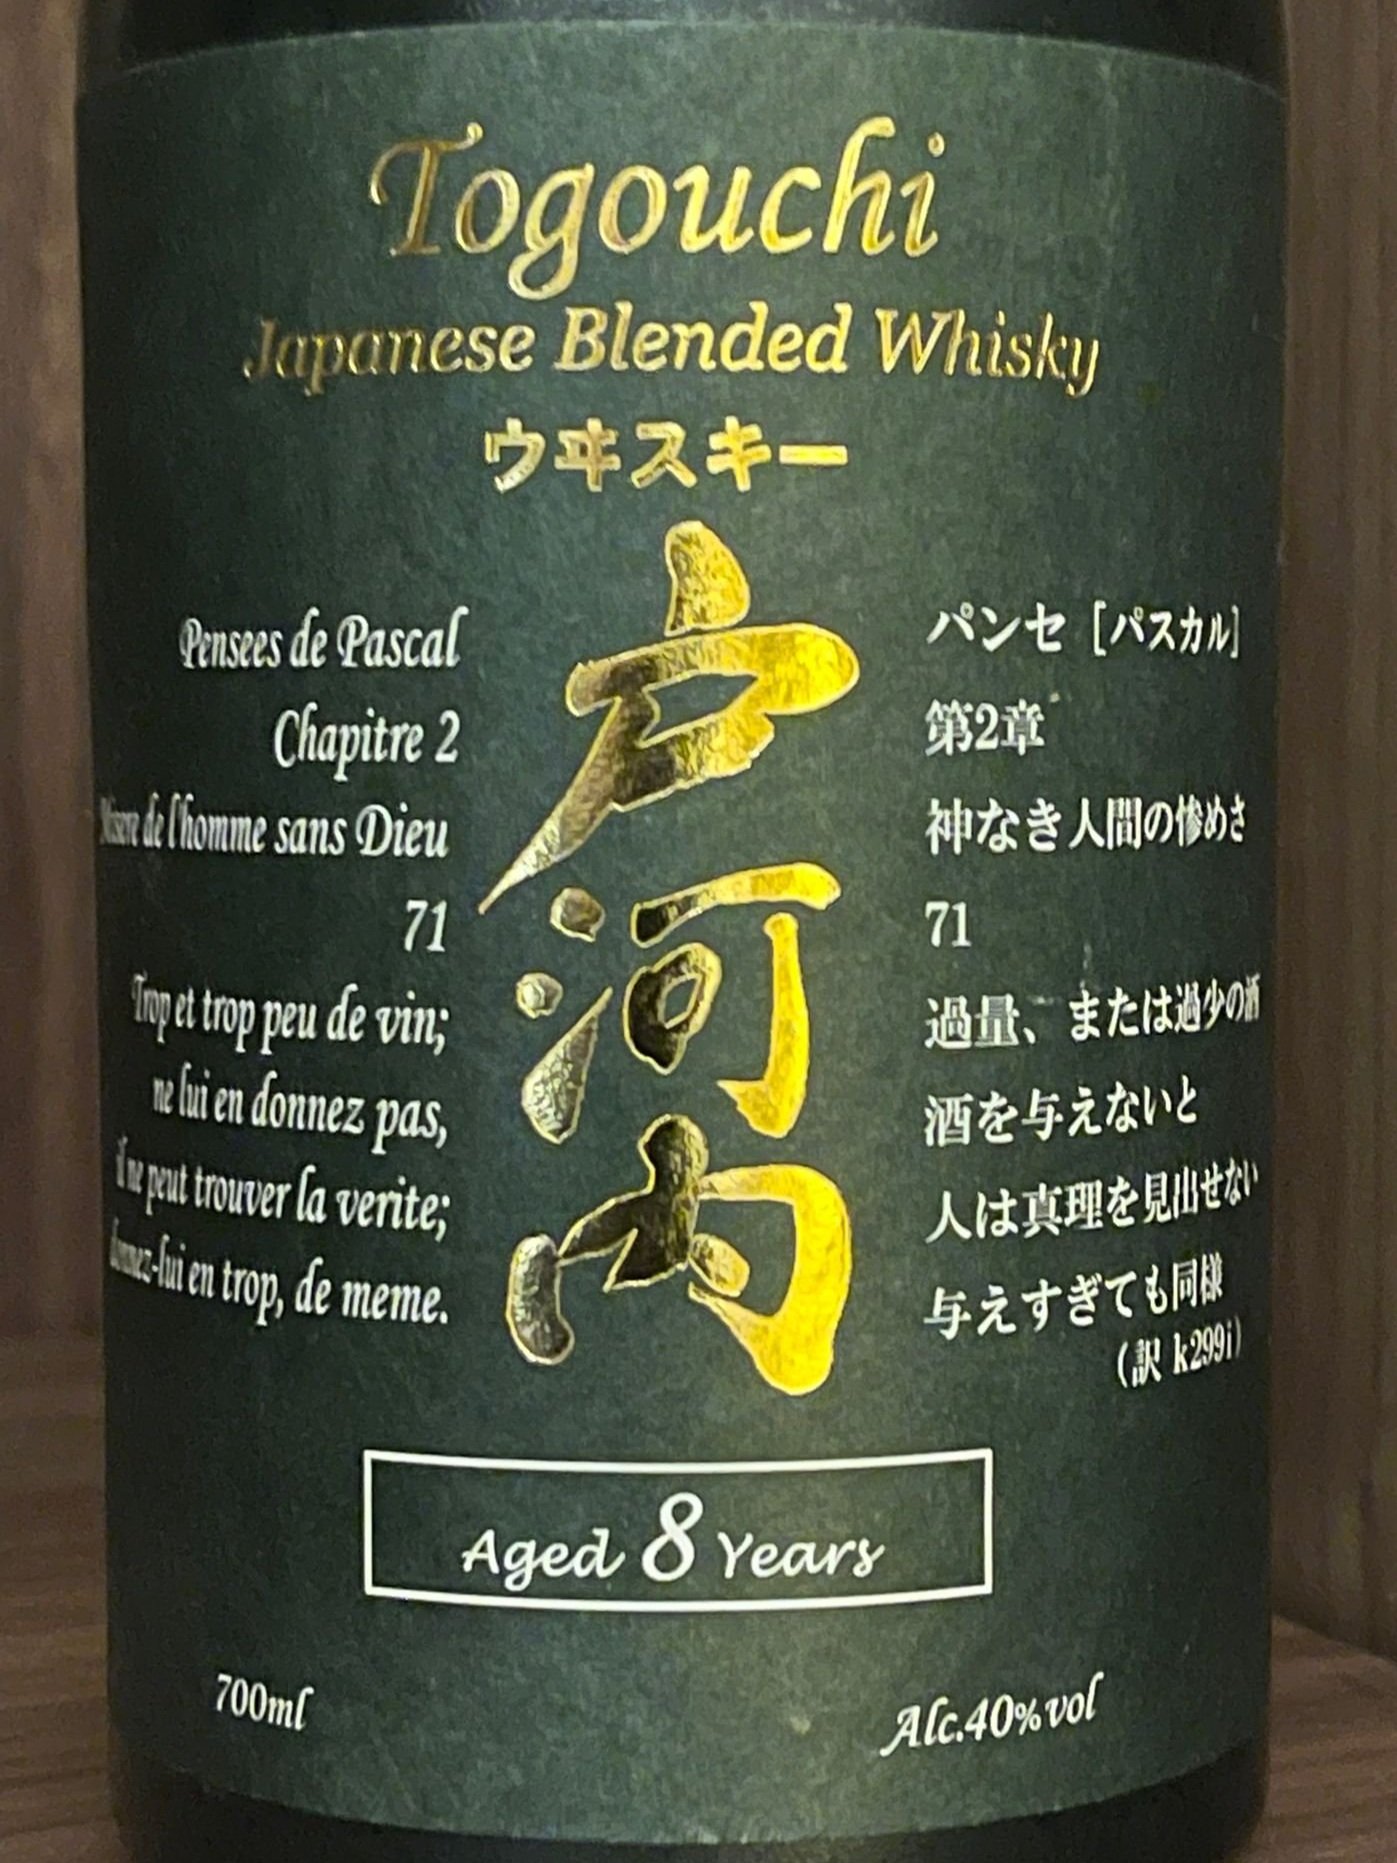 Togouchi
Japanese Blended Whisky
ウヰスキー
戸河内
Pensees de Pascal
Chapitre 2
Misere de l'homme sans Dieu
71
Trop et trop peu de vin;
ne lui en donnez pas,
il ne peut trouver la verite;
donnez-lui en trop, de meme.
パンセ [パスカル]
第2章
神なき人間の惨めさ
71
過量、または過少の酒
酒を与えないと
人は真理を見出せない
与えすぎても同様
(訳 k299i)
Aged 8 Years
700ml
Alc.40%vol